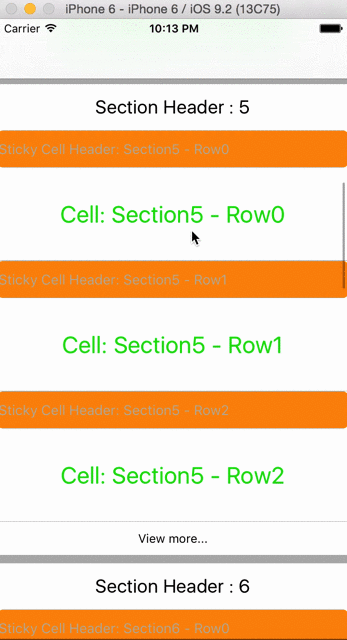 iPhone 6 - iPhone 6 / iOS 9.2 (13C75)
Carrier 10:13 PM
Section Header : 5
Sticky Cell Header: Section5 - Row0
Cell: Section5 - Row0
Sticky Cell Header: Section5 - Row1
Cell: Section5 - Row1
Sticky Cell Header: Section5 - Row2
Cell: Section5 - Row2
View more...
Section Header : 6
Sticky Cell Header: Section6 - Row0